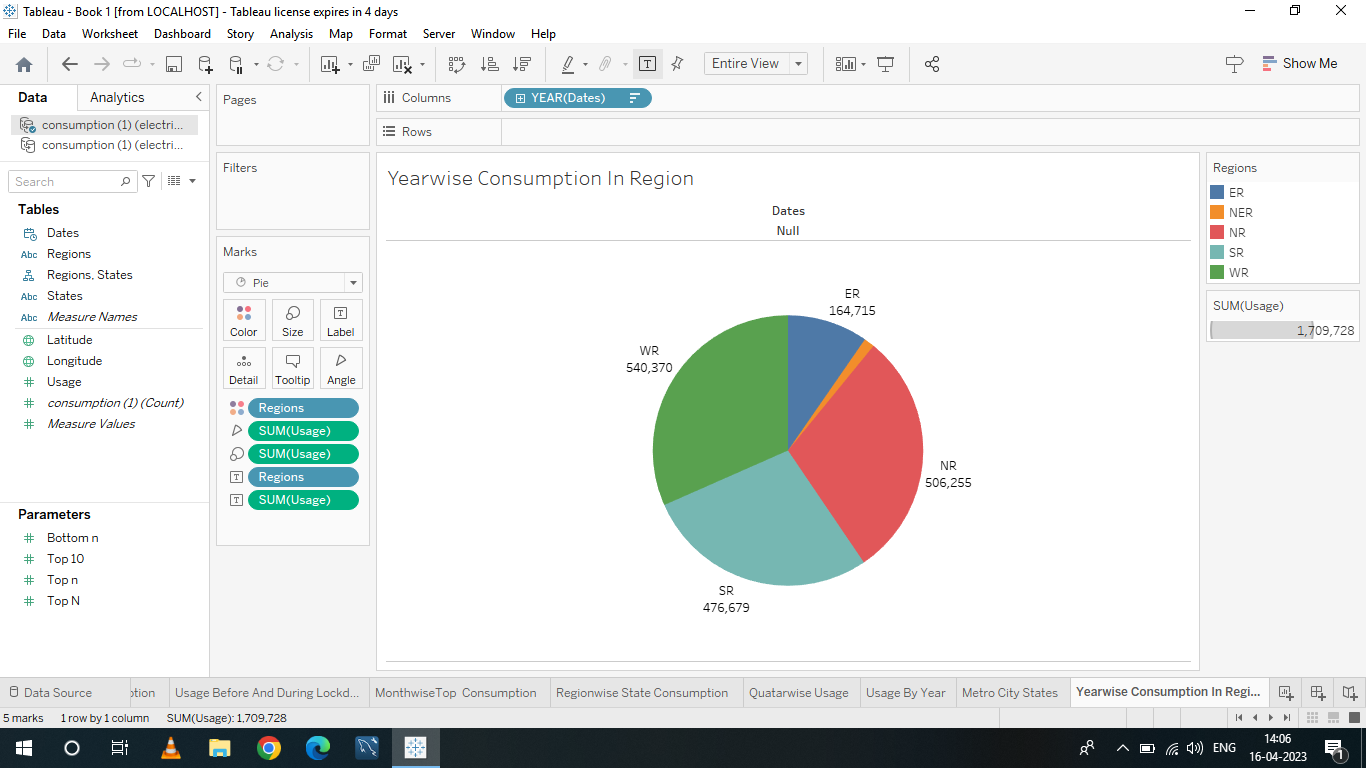 Tableau - Book 1 [from LOCALHOST] - Tableau license expires in 4 days
File Data Worksheet Dashboard Story Analysis Map Format Server Window Help
Entire View
Show Me
Data Analytics
consumption (1) (electri...
consumption (1) (electri...
Search
Tables
Dates
Abc Regions
Regions, States
Abc States
Abc Measure Names
Latitude
Longitude
Usage
consumption (1) (Count)
Measure Values
Parameters
Bottom n
Top 10
Top n
Top N
Pages
Filters
Marks
Pie
Color Size Label
Detail Tooltip Angle
Regions
SUM(Usage)
SUM(Usage)
Regions
SUM(Usage)
Columns YEAR(Dates)
Rows
Yearwise Consumption In Region
Dates
Null
ER
164,715
WR
540,370
NR
506,255
SR
476,679
Regions
ER
NER
NR
SR
WR
SUM(Usage)
1,709,728
Data Source ption Usage Before And During Lockd... MonthwiseTop Consumption Regionwise State Consumption Quatarwise Usage Usage By Year Metro City States Yearwise Consumption In Regi...
5 marks 1 row by 1 column SUM(Usage): 1,709,728
ENG
14:06
16-04-2023
1